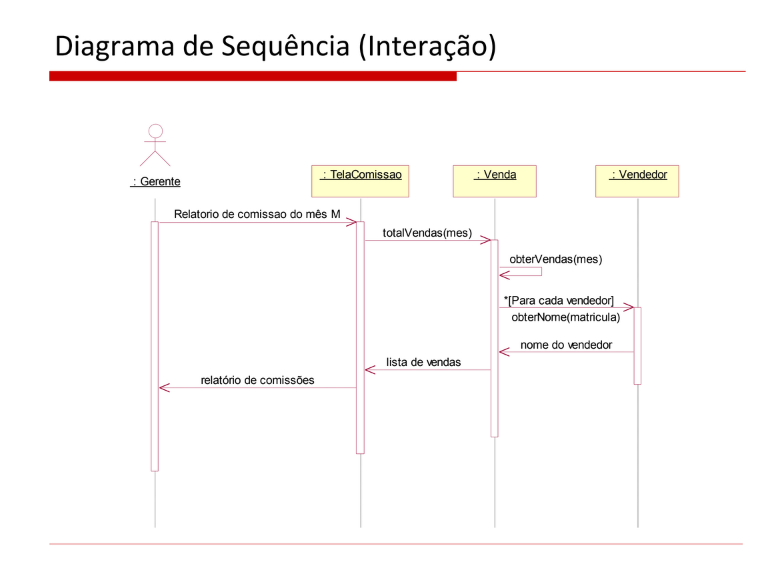 Diagrama de Sequência (Interação)
: Gerente
: TelaComissao
: Venda
: Vendedor
Relatorio de comissao do mês M
totalVendas(mes)
obterVendas(mes)
*[Para cada vendedor]
obterNome(matricula)
nome do vendedor
lista de vendas
relatório de comissões